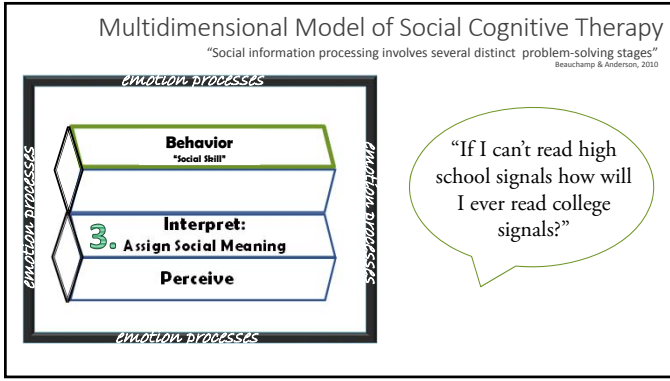 Multidimensional Model of Social Cognitive Therapy
“Social information processing involves several distinct problem-solving stages”
Beauchamp & Anderson, 2010
emotion processes
emotion processes
emotion processes
Behavior
"Social Skill"
3.
Interpret:
Assign Social Meaning
Perceive
emotion processes
“If I can’t read high
school signals how will
I ever read college
signals?”